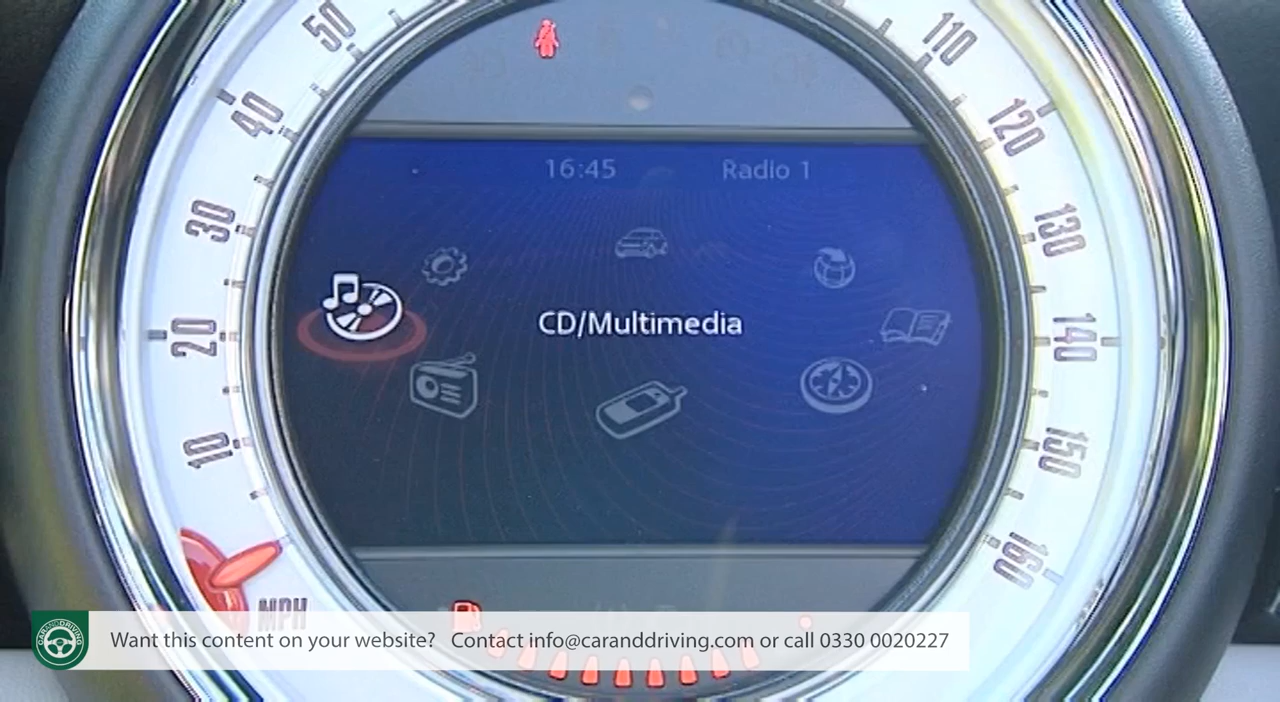 50
110
40
120
16:45 Radio 1
30
130
CD/Multimedia
20
140
10
150
160
MPH
CARANDDRIVING
Want this content on your website? Contact info@caranddriving.com or call 0330 0020227